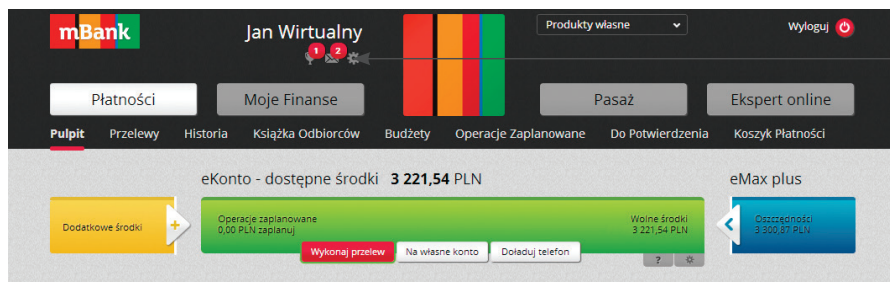 mBank
Jan Wirtualny
Produkty własne
Wyloguj
1 2
Płatności Moje Finanse Pasaż Ekspert online
Pulpit Przelewy Historia Książka Odbiorców Budżety Operacje Zaplanowane Do Potwierdzenia Koszyk Płatności
eKonto - dostępne środki 3 221,54 PLN eMax plus
Dodatkowe środki +
Operacje zaplanowane
0,00 PLN zaplanuj
Wolne środki
3 221,54 PLN
Oszczędności
3 300,87 PLN
Wykonaj przelew Na własne konto Doładuj telefon
?